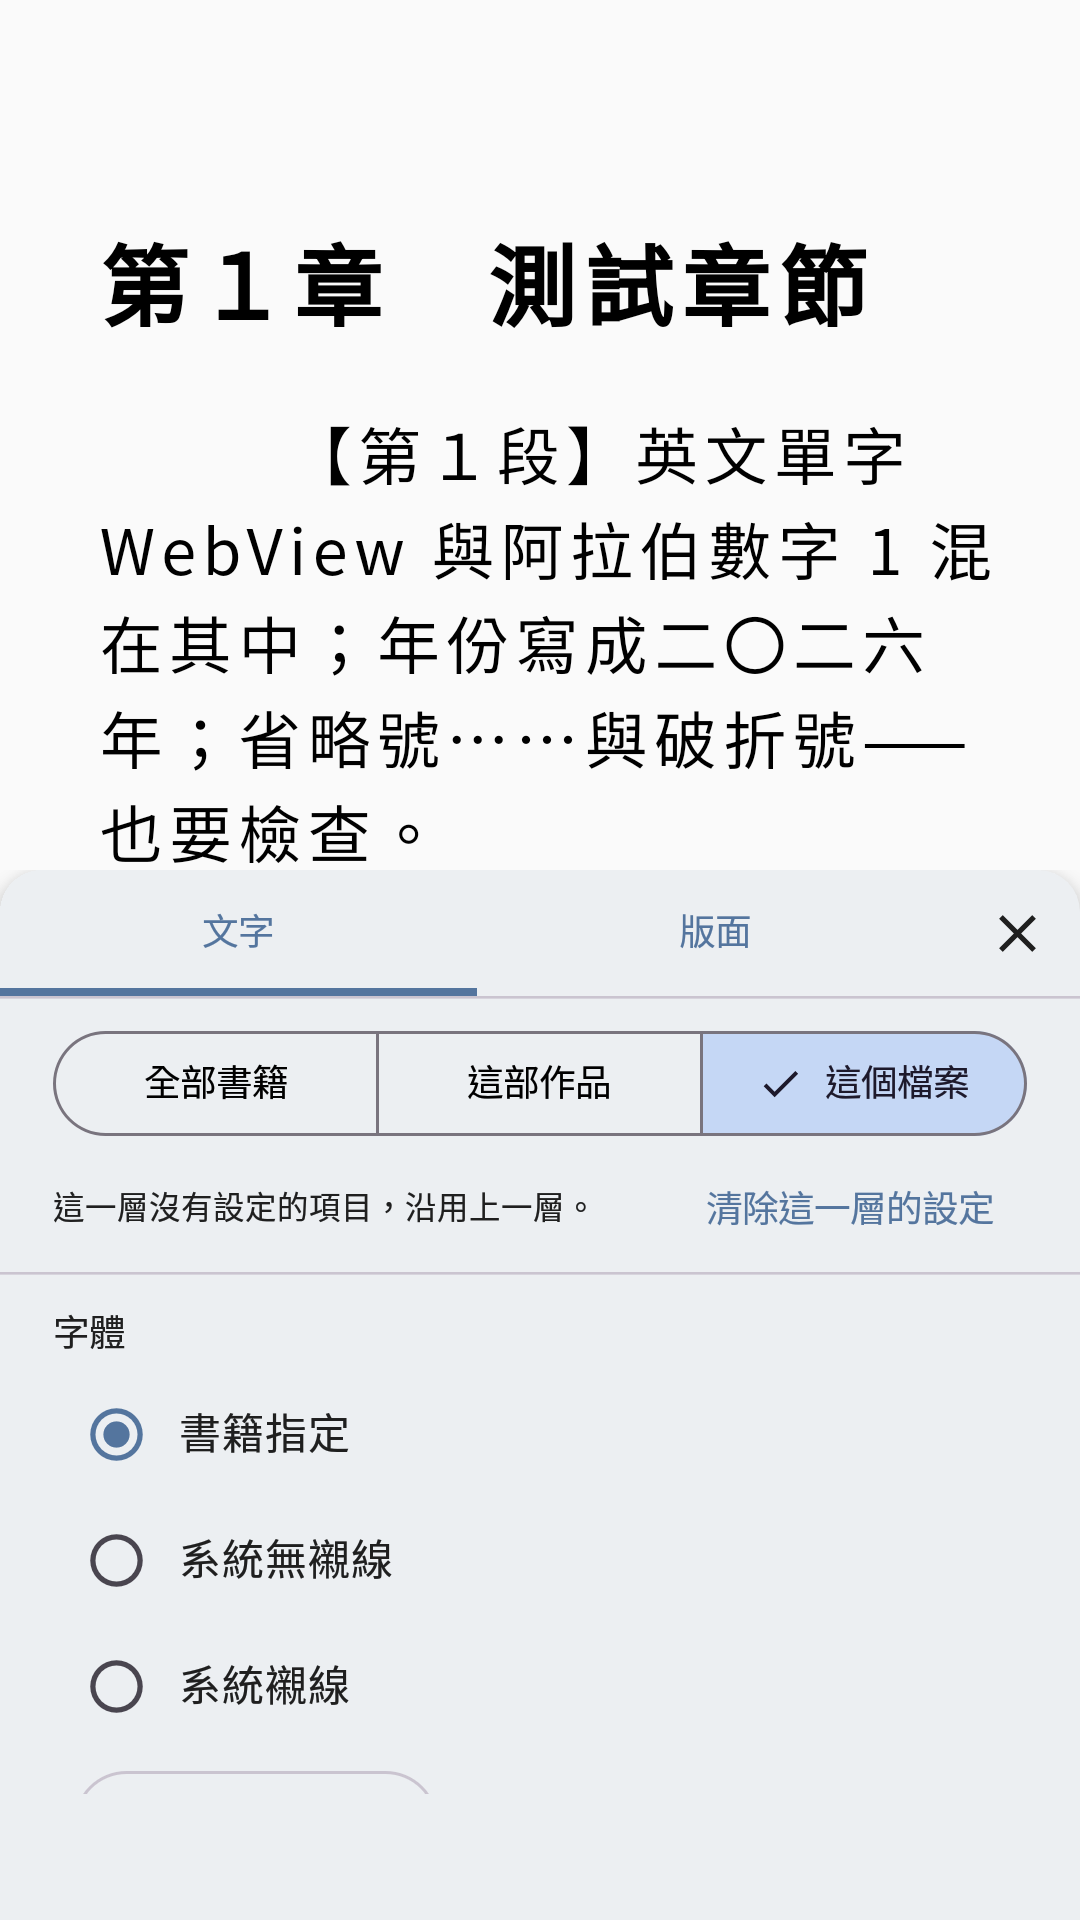 第１章　測試章節
【第１段】英文單字
WebView 與阿拉伯數字 1 混
在其中；年份寫成二〇二六
年；省略號……與破折號——
也要檢查。
文字
版面
全部書籍
這部作品
這個檔案
這一層沒有設定的項目，沿用上一層。
清除這一層的設定
字體
書籍指定
系統無襯線
系統襯線